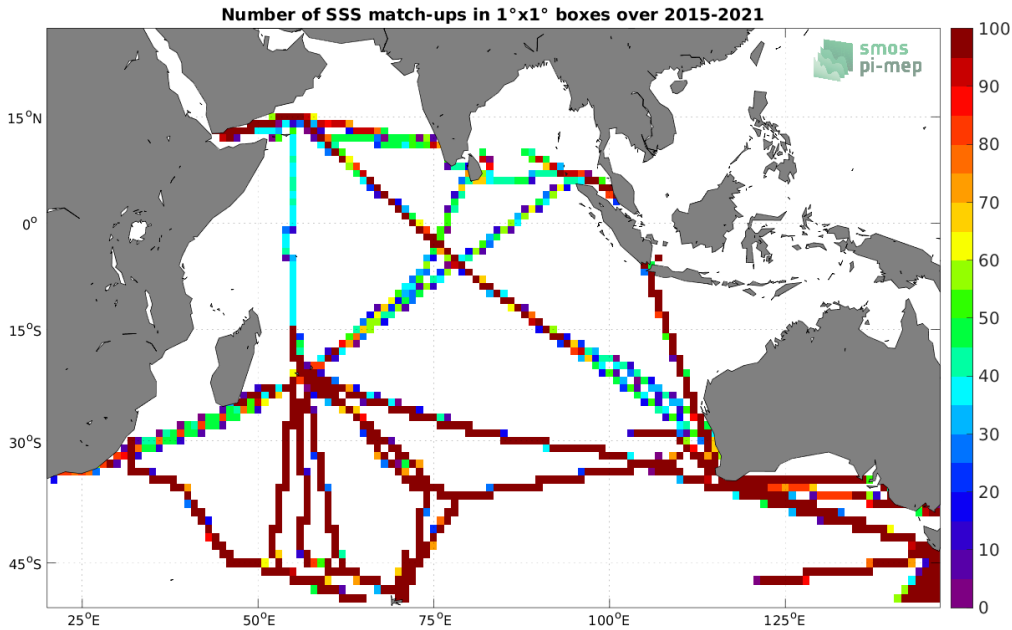 Number of SSS match-ups in 1°x1° boxes over 2015-2021
smos
pi-mep
15°N
0°
15°S
30°S
45°S
25°E
50°E
75°E
100°E
125°E
100
90
80
70
60
50
40
30
20
10
0